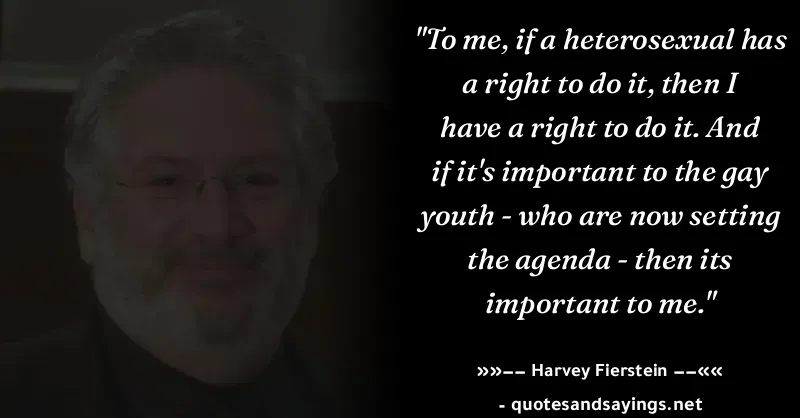 "To me, if a heterosexual has
a right to do it, then I
have a right to do it. And
if it's important to the gay
youth - who are now setting
the agenda - then its
important to me."
»»−− Harvey Fierstein −−««
- quotesandsayings.net